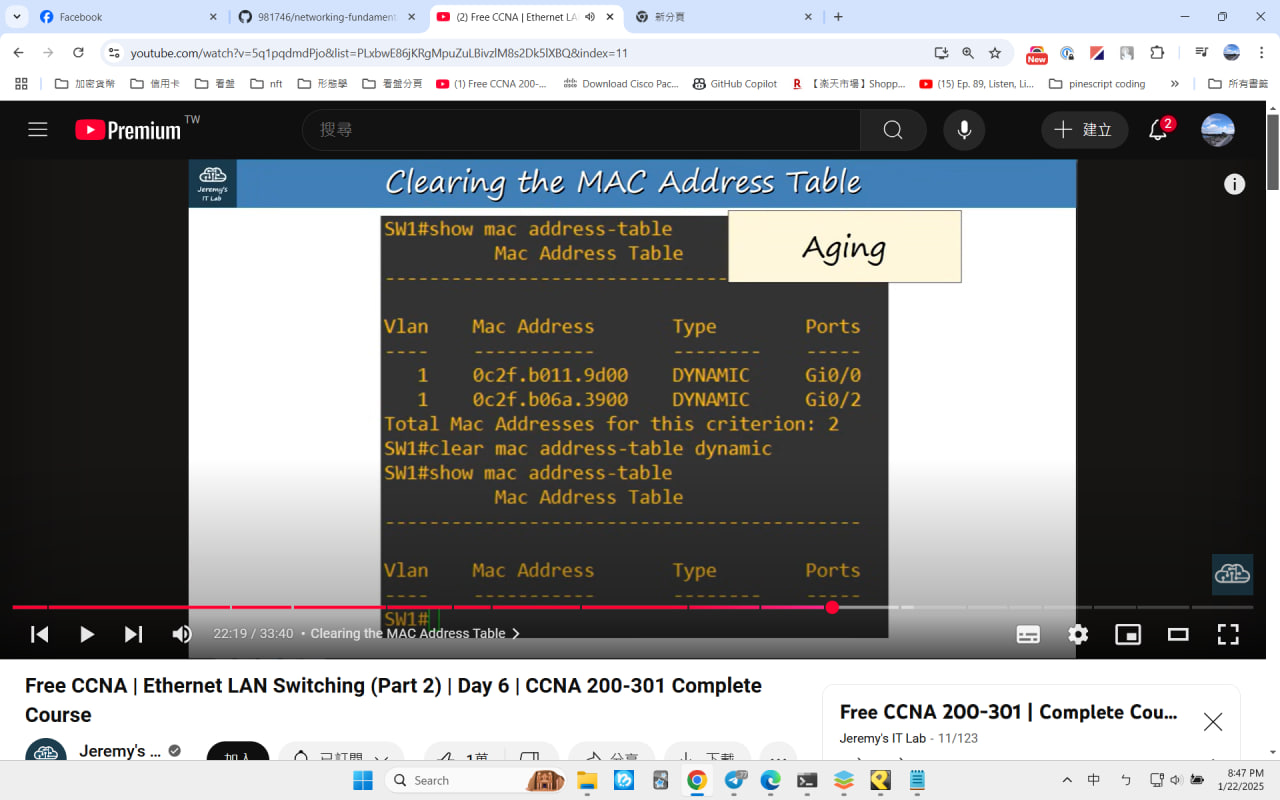 Facebook
981746/networking-fundament
(2) Free CCNA | Ethernet LA
新分頁
youtube.com/watch?v=5q1pqdmdPjo&list=PLxbwE86jKRgMpuZuLBivzlM8s2Dk5lXBQ&index=11
New
加密貨幣
信用卡
看盤
nft
形態學
看盤分頁
(1) Free CCNA 200-...
Download Cisco Pac...
GitHub Copilot
【楽天市場】Shopp...
(15) Ep. 89, Listen, Li...
pinescript coding
所有書籤
Premium TW
搜尋
建立
2
Jeremy's
IT Lab
Clearing the MAC Address Table
Aging
SW1#show mac address-table
Mac Address Table
-------------------------------
Vlan Mac Address Type Ports
---- ----------- -------- -----
1 0c2f.b011.9d00 DYNAMIC Gi0/0
1 0c2f.b06a.3900 DYNAMIC Gi0/2
Total Mac Addresses for this criterion: 2
SW1#clear mac address-table dynamic
SW1#show mac address-table
Mac Address Table
-------------------------------------------
Vlan Mac Address Type Ports
---- ----------- -------- -----
SW1#
22:19 / 33:40 • Clearing the MAC Address Table
Free CCNA | Ethernet LAN Switching (Part 2) | Day 6 | CCNA 200-301 Complete
Course
Free CCNA 200-301 | Complete Cou...
Jeremy's IT Lab - 11/123
Jeremy's ...
加入
已訂閱
1萬
分享
下載
Search
77
中
8:47 PM
1/22/2025